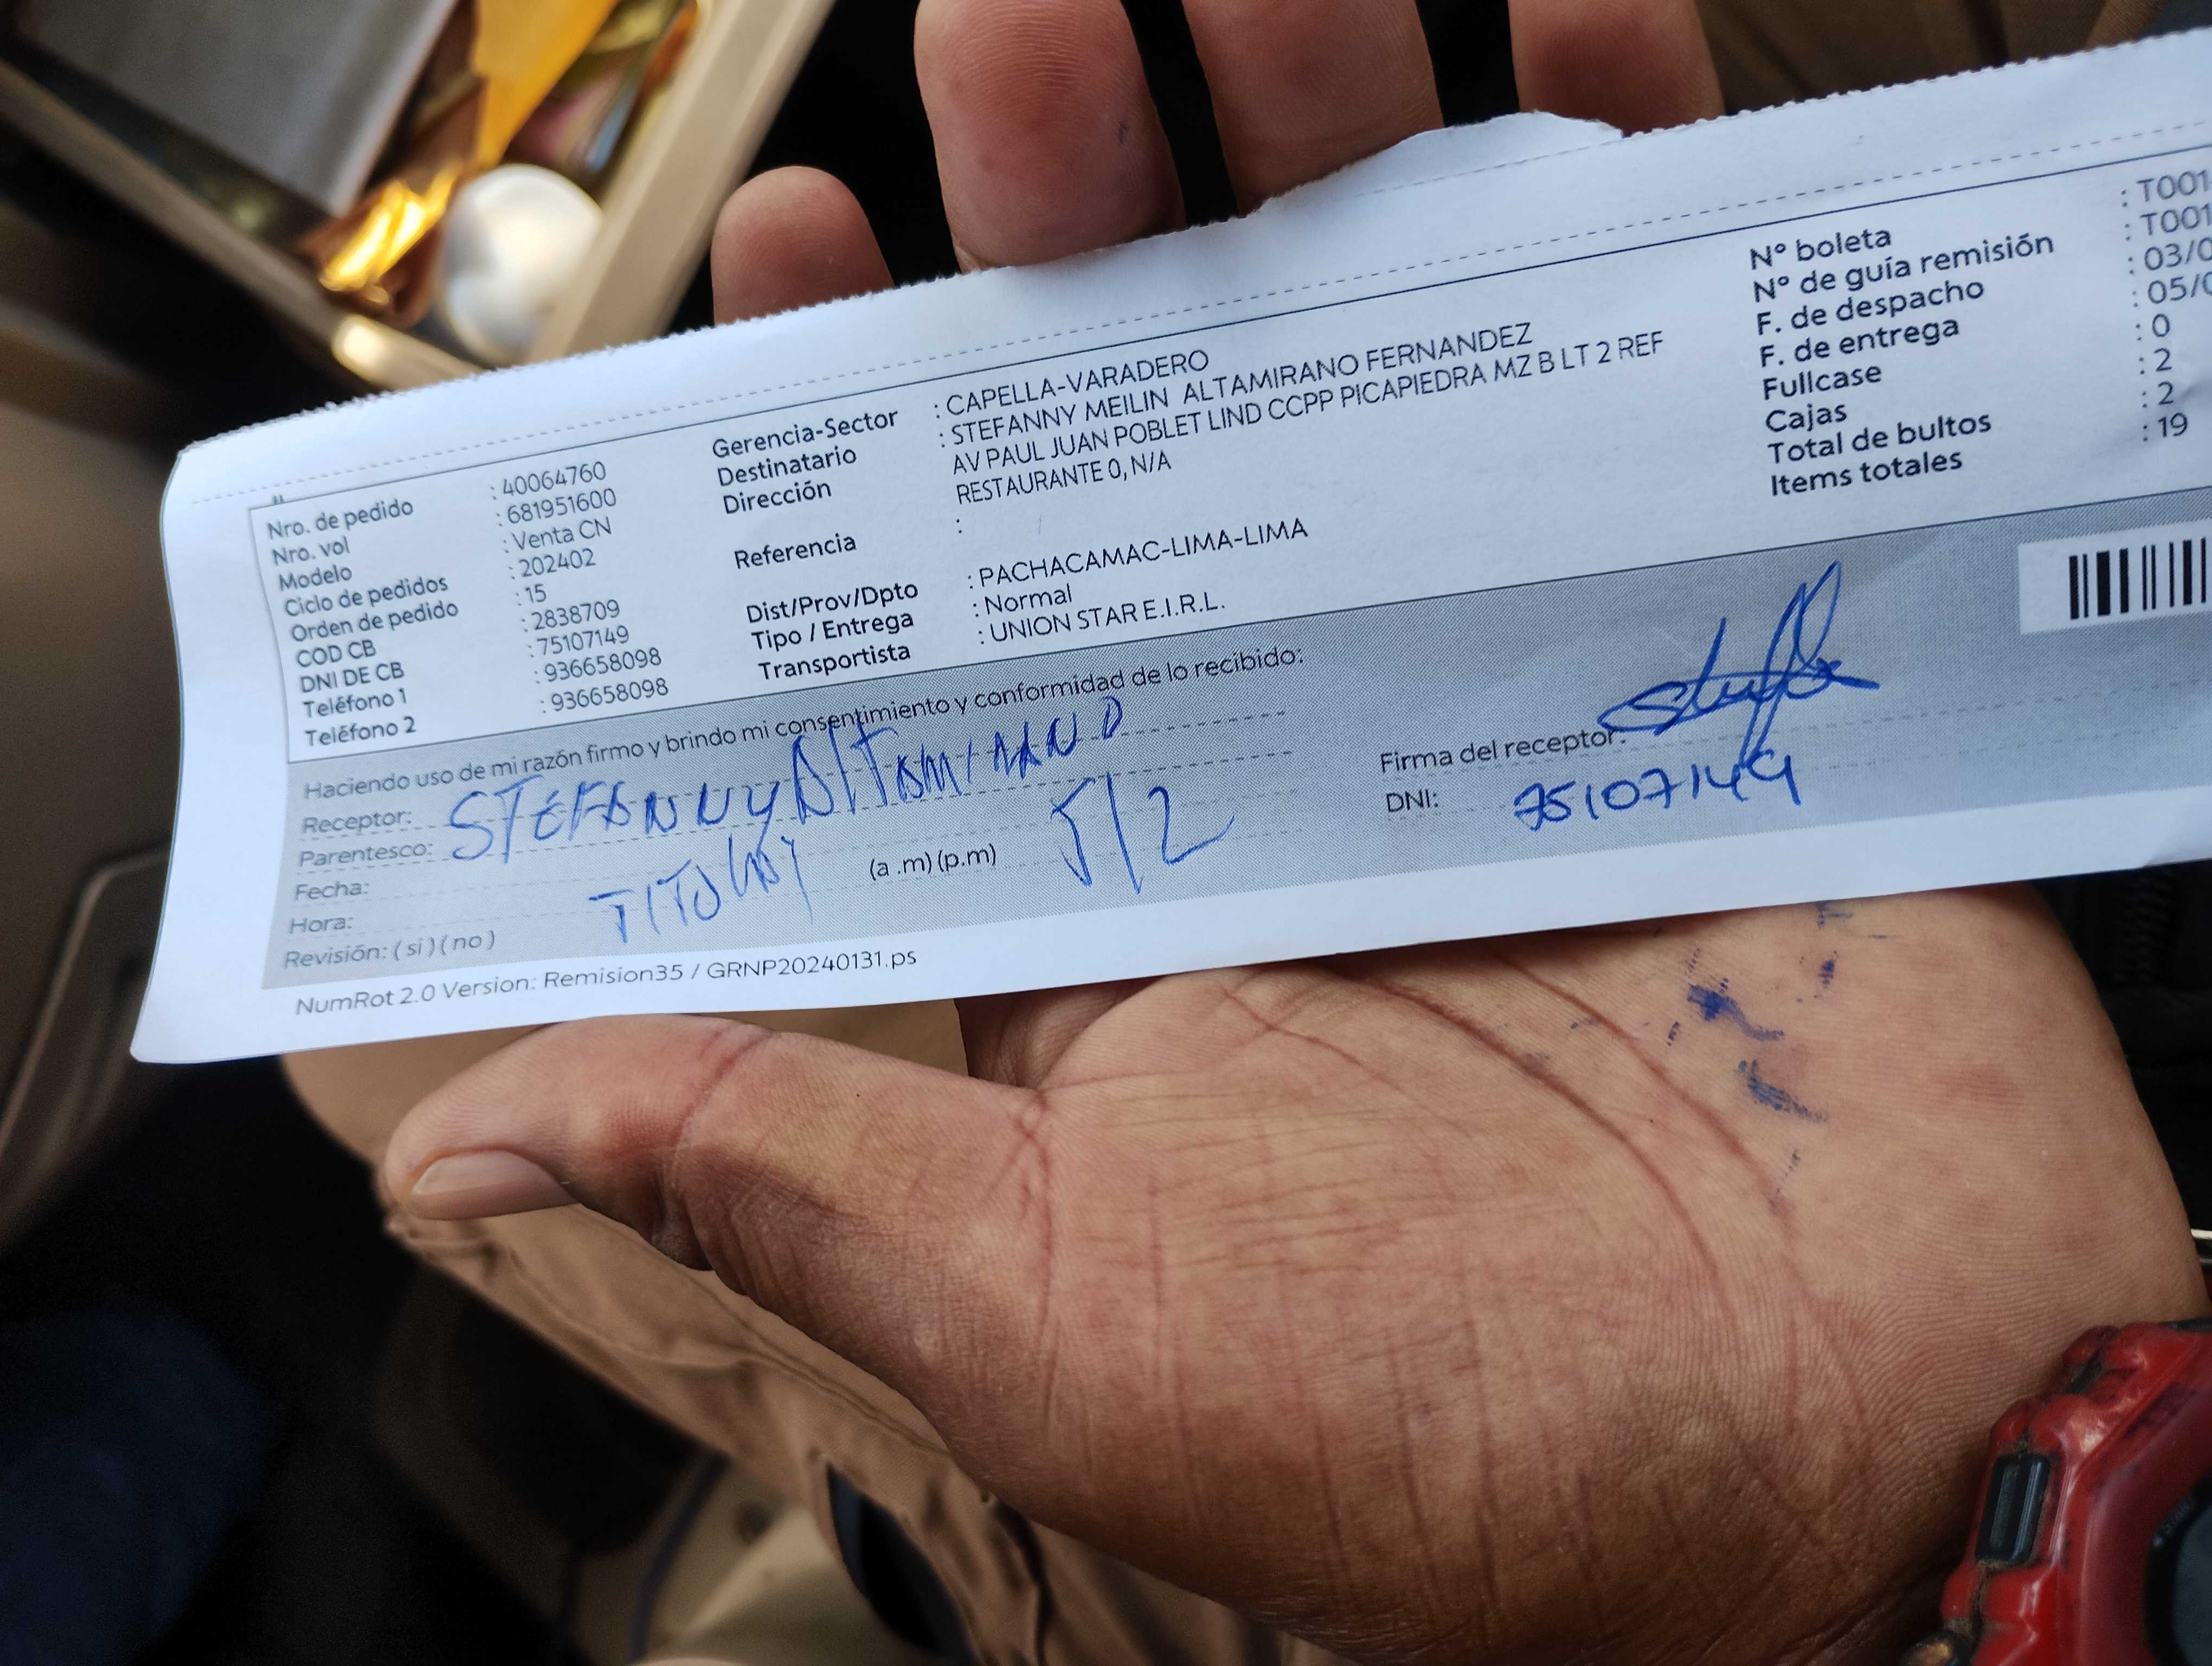 Nro. de pedido : 40064760
Nro. vol : 681951600
Modelo : Venta CN
Ciclo de pedidos : 202402
Orden de pedido : 15
COD CB : 2838709
DNI DE CB : 75107149
Teléfono 1 : 936658098
Teléfono 2 : 936658098
Gerencia-Sector : CAPELLA-VARADERO
Destinatario : STEFANNY MEILIN ALTAMIRANO FERNANDEZ
Dirección AV PAUL JUAN POBLET LIND CCPP PICAPIEDRA MZ B LT 2 REF
RESTAURANTE 0, N/A
Referencia :
Dist/Prov/Dpto : PACHACAMAC-LIMA-LIMA
Tipo / Entrega : Normal
Transportista : UNION STAR E.I.R.L.
N° boleta : T001
N° de guía remisión : T001
F. de despacho : 03/0
F. de entrega : 05/0
Fullcase : 0
Cajas : 2
Total de bultos : 2
Items totales : 19
Haciendo uso de mi razón firmo y brindo mi consentimiento y conformidad de lo recibido:
Receptor: STEFANNY ALTAMIRANO
Parentesco:
Fecha: 5/2
Hora: (a .m) (p.m)
Revisión: ( si ) ( no )
Firma del receptor:
DNI: 75107149
NumRot 2.0 Version: Remision35 / GRNP20240131.ps